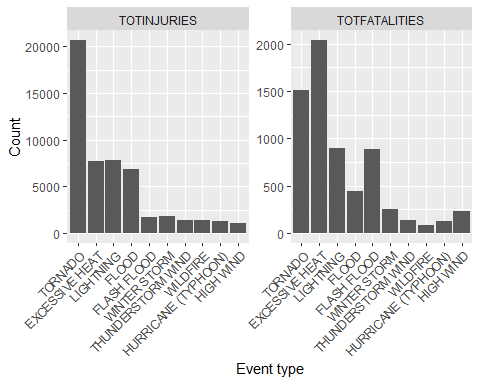 TOTINJURIES
TOTFATALITIES
Count
20000
15000
10000
5000
0
2000
1500
1000
500
0
TORNADO
EXCESSIVE HEAT
LIGHTNING
FLOOD
FLASH FLOOD
WINTER STORM
THUNDERSTORM WIND
WILDFIRE
HURRICANE (TYPHOON)
HIGH WIND
TORNADO
EXCESSIVE HEAT
LIGHTNING
FLOOD
FLASH FLOOD
WINTER STORM
THUNDERSTORM WIND
WILDFIRE
HURRICANE (TYPHOON)
HIGH WIND
Event type